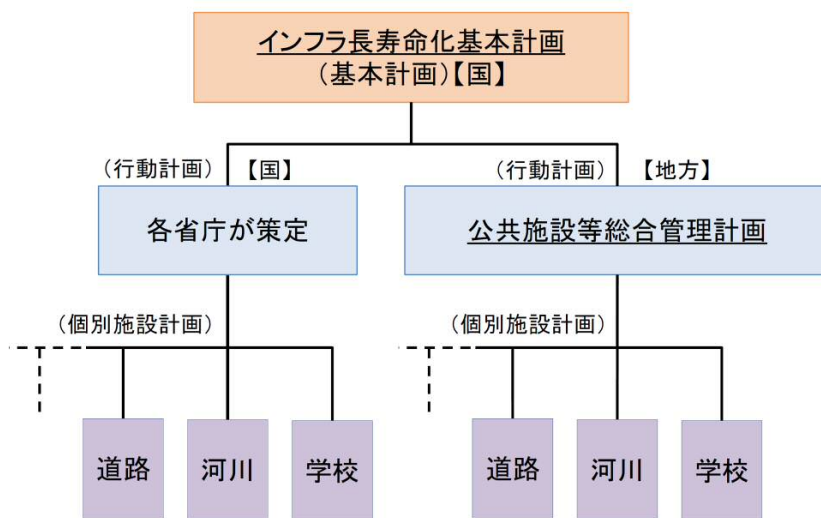 インフラ長寿命化基本計画
(基本計画)【国】
(行動計画) 【国】
(行動計画) 【地方】
各省庁が策定
公共施設等総合管理計画
(個別施設計画)
(個別施設計画)
道路
河川
学校
道路
河川
学校